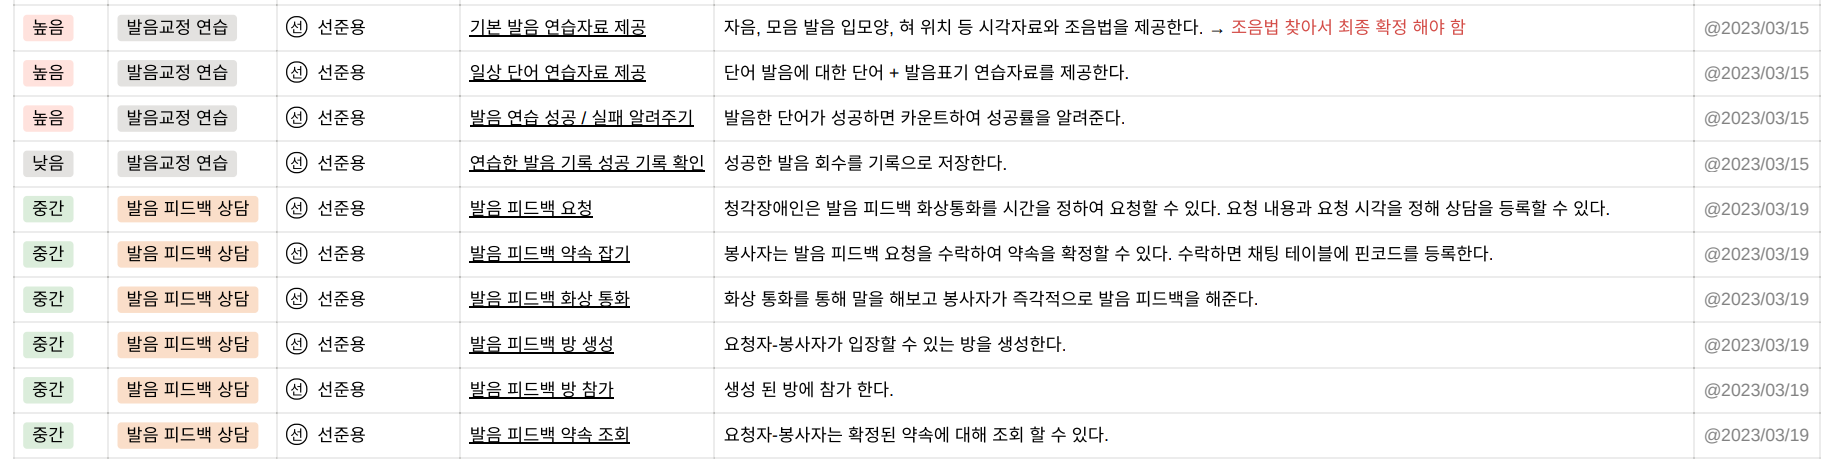 높음 발음교정 연습 선 선준용 기본 발음 연습자료 제공 자음, 모음 발음 입모양, 혀 위치 등 시각자료와 조음법을 제공한다. → 조음법 찾아서 최종 확정 해야 함 @2023/03/15
높음 발음교정 연습 선 선준용 일상 단어 연습자료 제공 단어 발음에 대한 단어 + 발음표기 연습자료를 제공한다. @2023/03/15
높음 발음교정 연습 선 선준용 발음 연습 성공 / 실패 알려주기 발음한 단어가 성공하면 카운트하여 성공률을 알려준다. @2023/03/15
낮음 발음교정 연습 선 선준용 연습한 발음 기록 성공 기록 확인 성공한 발음 회수를 기록으로 저장한다. @2023/03/15
중간 발음 피드백 상담 선 선준용 발음 피드백 요청 청각장애인은 발음 피드백 화상통화를 시간을 정하여 요청할 수 있다. 요청 내용과 요청 시각을 정해 상담을 등록할 수 있다. @2023/03/19
중간 발음 피드백 상담 선 선준용 발음 피드백 약속 잡기 봉사자는 발음 피드백 요청을 수락하여 약속을 확정할 수 있다. 수락하면 채팅 테이블에 핀코드를 등록한다. @2023/03/19
중간 발음 피드백 상담 선 선준용 발음 피드백 화상 통화 화상 통화를 통해 말을 해보고 봉사자가 즉각적으로 발음 피드백을 해준다. @2023/03/19
중간 발음 피드백 상담 선 선준용 발음 피드백 방 생성 요청자-봉사자가 입장할 수 있는 방을 생성한다. @2023/03/19
중간 발음 피드백 상담 선 선준용 발음 피드백 방 참가 생성 된 방에 참가 한다. @2023/03/19
중간 발음 피드백 상담 선 선준용 발음 피드백 약속 조회 요청자-봉사자는 확정된 약속에 대해 조회 할 수 있다. @2023/03/19